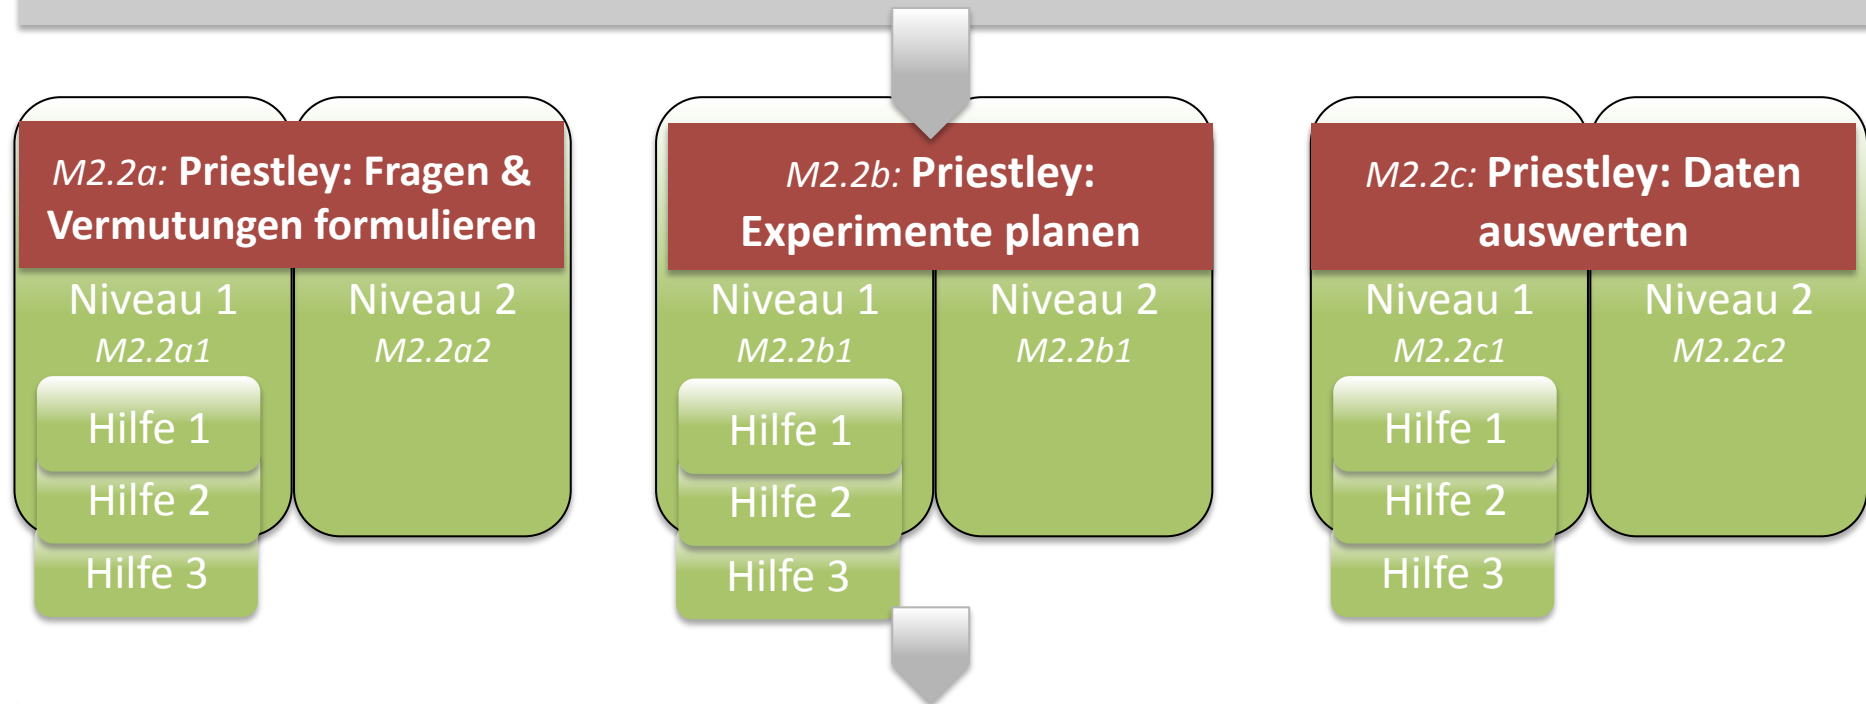 M2.2a: Priestley: Fragen &
Vermutungen formulieren
Niveau 1
M2.2a1
Hilfe 1
Hilfe 2
Hilfe 3
Niveau 2
M2.2a2
M2.2b: Priestley:
Experimente planen
Niveau 1
M2.2b1
Hilfe 1
Hilfe 2
Hilfe 3
Niveau 2
M2.2b1
M2.2c: Priestley: Daten
auswerten
Niveau 1
M2.2c1
Hilfe 1
Hilfe 2
Hilfe 3
Niveau 2
M2.2c2